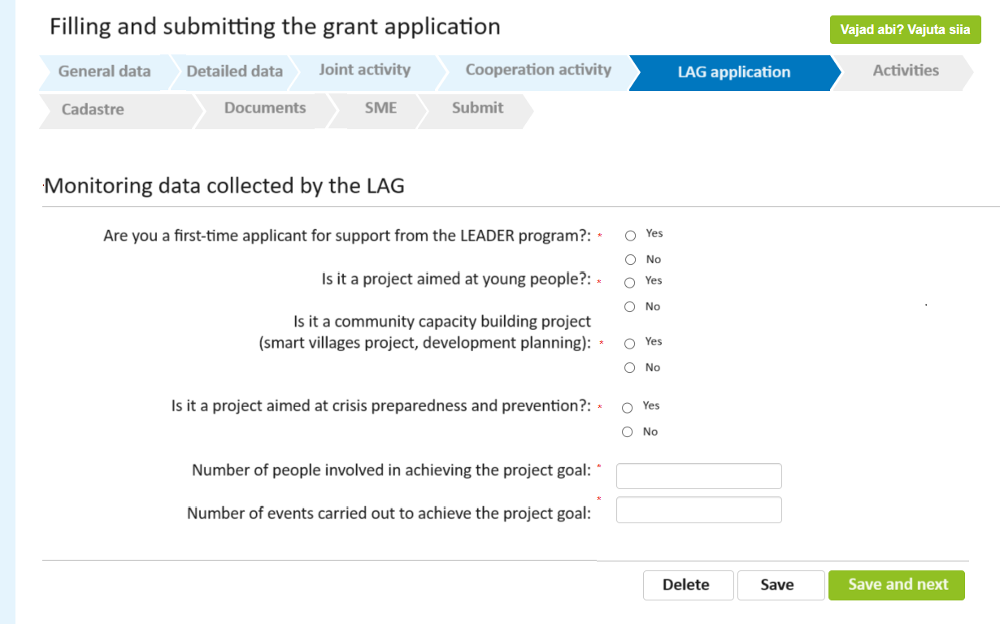 Filling and submitting the grant application
Vajad abi? Vajuta siia
General data
Detailed data
Joint activity
Cooperation activity
LAG application
Activities
Cadastre
Documents
SME
Submit
Monitoring data collected by the LAG
Are you a first-time applicant for support from the LEADER program?: *
Yes
No
Is it a project aimed at young people?: *
Yes
No
Is it a community capacity building project
(smart villages project, development planning): *
Yes
No
Is it a project aimed at crisis preparedness and prevention?: *
Yes
No
Number of people involved in achieving the project goal: *
Number of events carried out to achieve the project goal: *
Delete
Save
Save and next